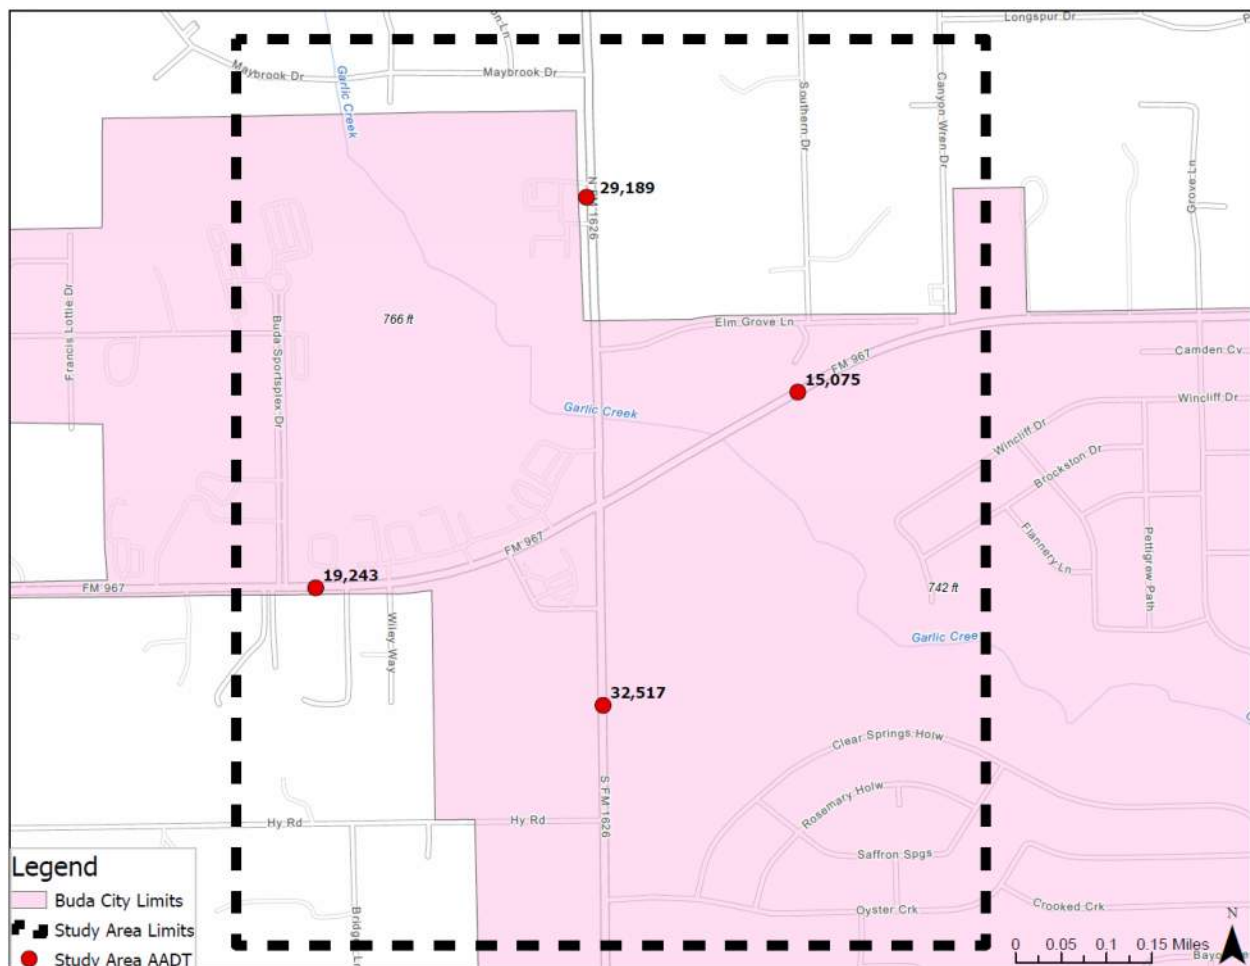 Longspur Dr
Maybrook Dr
Maybrook Dr
Garlic Creek
Southern Dr
Canyon Wren Dr
Grove Ln
29,189
N FM 1626
Francis Lottie Dr
766 ft
Buda Sportsplex Dr
Elm Grove Ln
FM 967
Camden Cv
15,075
Wincliff Dr
Garlic Creek
Wincliff Dr
Brockston Dr
Flannery Ln
Pettigrew Path
FM 967
19,243
FM 967
742 ft
Wiley Way
Garlic Cree
32,517
Clear Springs Holw
S FM 1626
Rosemary Holw
Hy Rd
Hy Rd
Saffron Spgs
Oyster Crk
Crooked Crk
Legend
Buda City Limits
Study Area Limits
Study Area AADT
N
0 0.05 0.1 0.15 Miles